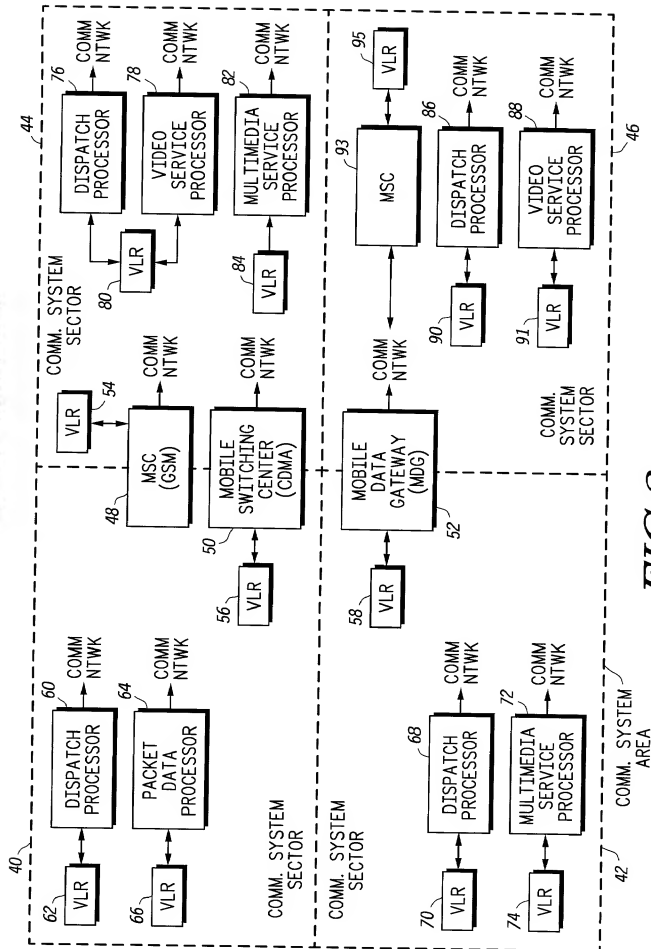 40
62
VLR
60
DISPATCH
PROCESSOR
COMM
NTWK
66
VLR
64
PACKET
DATA
PROCESSOR
COMM
NTWK
COMM. SYSTEM
SECTOR
44
COMM. SYSTEM
SECTOR
54
VLR
48
MSC
(GSM)
COMM
NTWK
56
VLR
50
MOBILE
SWITCHING
CENTER
(CDMA)
COMM
NTWK
80
VLR
76
DISPATCH
PROCESSOR
COMM
NTWK
78
VIDEO
SERVICE
PROCESSOR
COMM
NTWK
84
VLR
82
MULTIMEDIA
SERVICE
PROCESSOR
COMM
NTWK
COMM. SYSTEM
SECTOR
58
VLR
52
MOBILE
DATA
GATEWAY
(MDG)
COMM
NTWK
70
VLR
68
DISPATCH
PROCESSOR
COMM
NTWK
74
VLR
72
MULTIMEDIA
SERVICE
PROCESSOR
COMM
NTWK
42
COMM. SYSTEM
AREA
93
MSC
95
VLR
90
VLR
86
DISPATCH
PROCESSOR
COMM
NTWK
91
VLR
88
VIDEO
SERVICE
PROCESSOR
COMM
NTWK
COMM.
SYSTEM
SECTOR
46